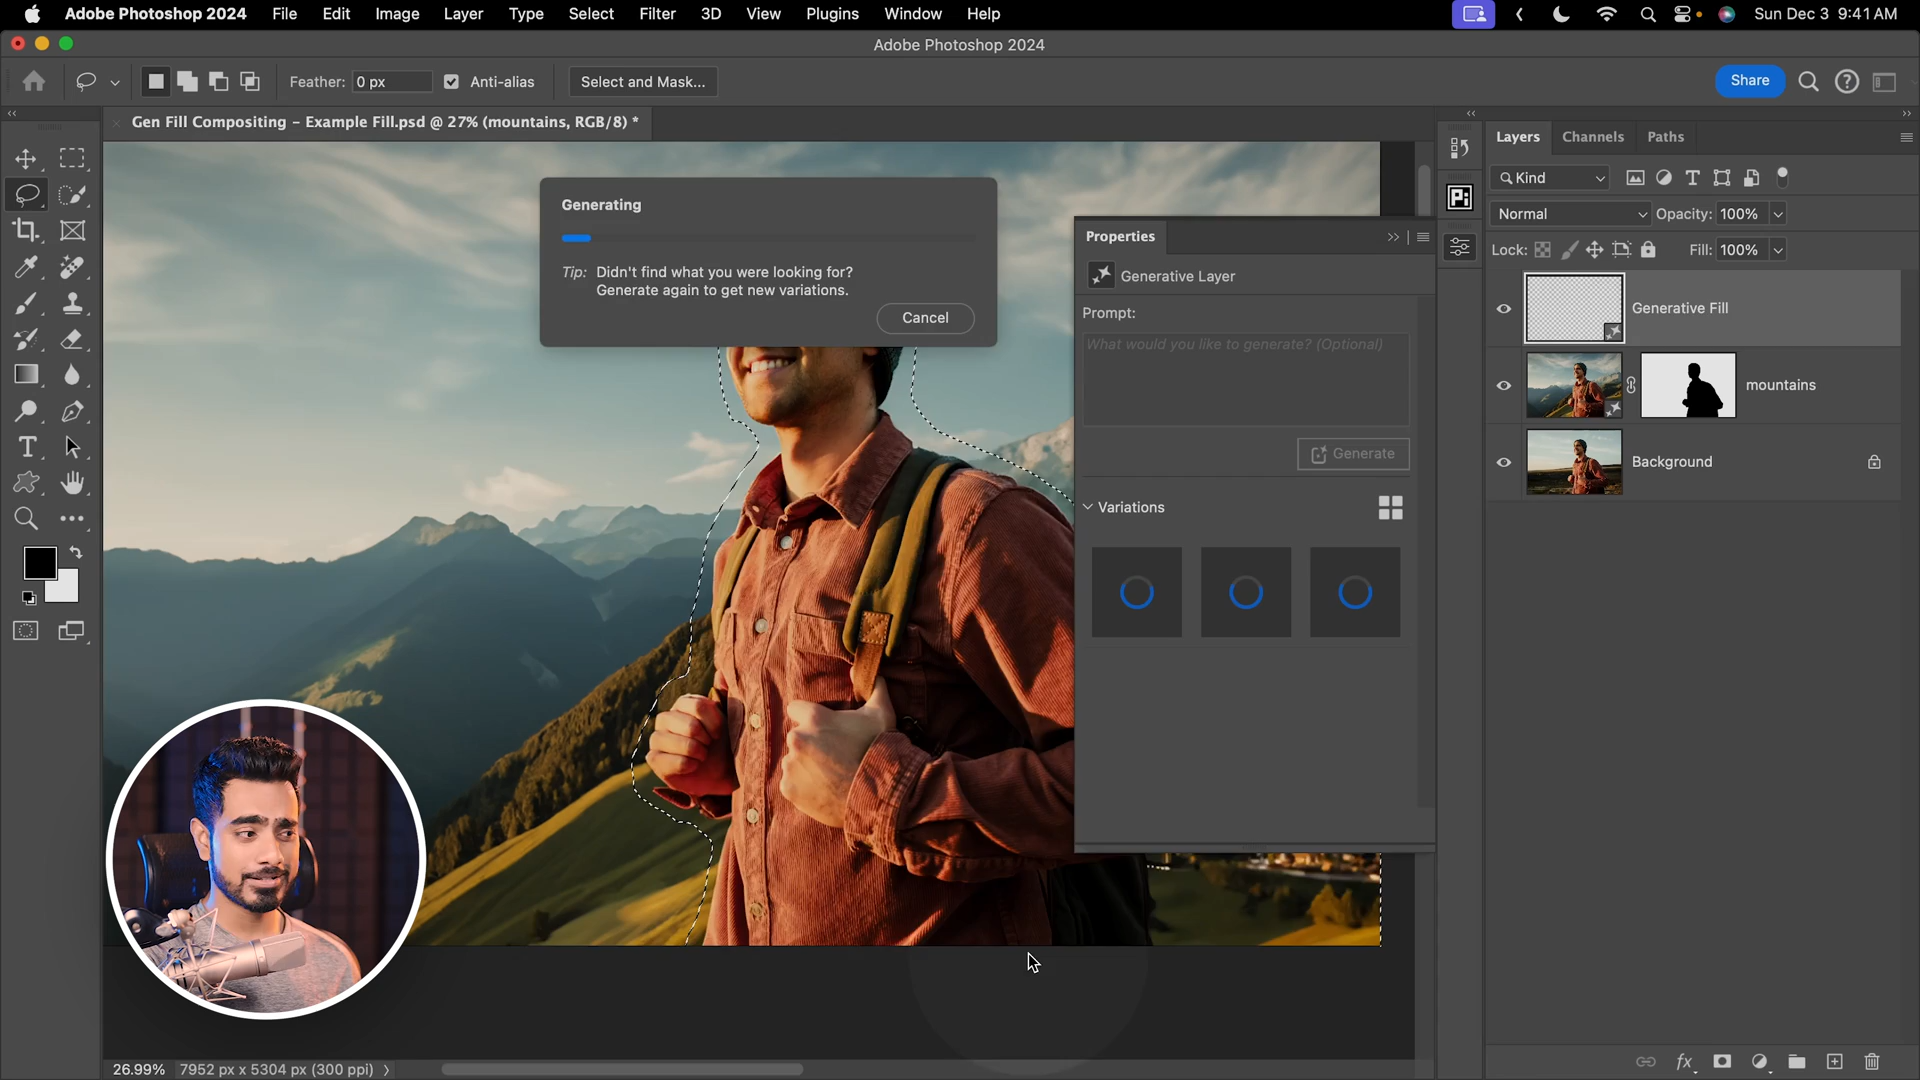 Adobe Photoshop 2024 File Edit Image Layer Type Select Filter 3D View Plugins Window Help Sun Dec 3 9:41 AM
Adobe Photoshop 2024
Feather: 0 px Anti-alias Select and Mask... Share
Gen Fill Compositing – Example Fill.psd @ 27% (mountains, RGB/8) *
Layers Channels Paths
Kind
Normal Opacity: 100%
Lock: Fill: 100%
Generative Fill
mountains
Background
Generating
Tip: Didn't find what you were looking for?
Generate again to get new variations.
Cancel
Properties
Generative Layer
Prompt:
What would you like to generate? (Optional)
Generate
Variations
Pi
T
fx
26.99% 7952 px x 5304 px (300 ppi)